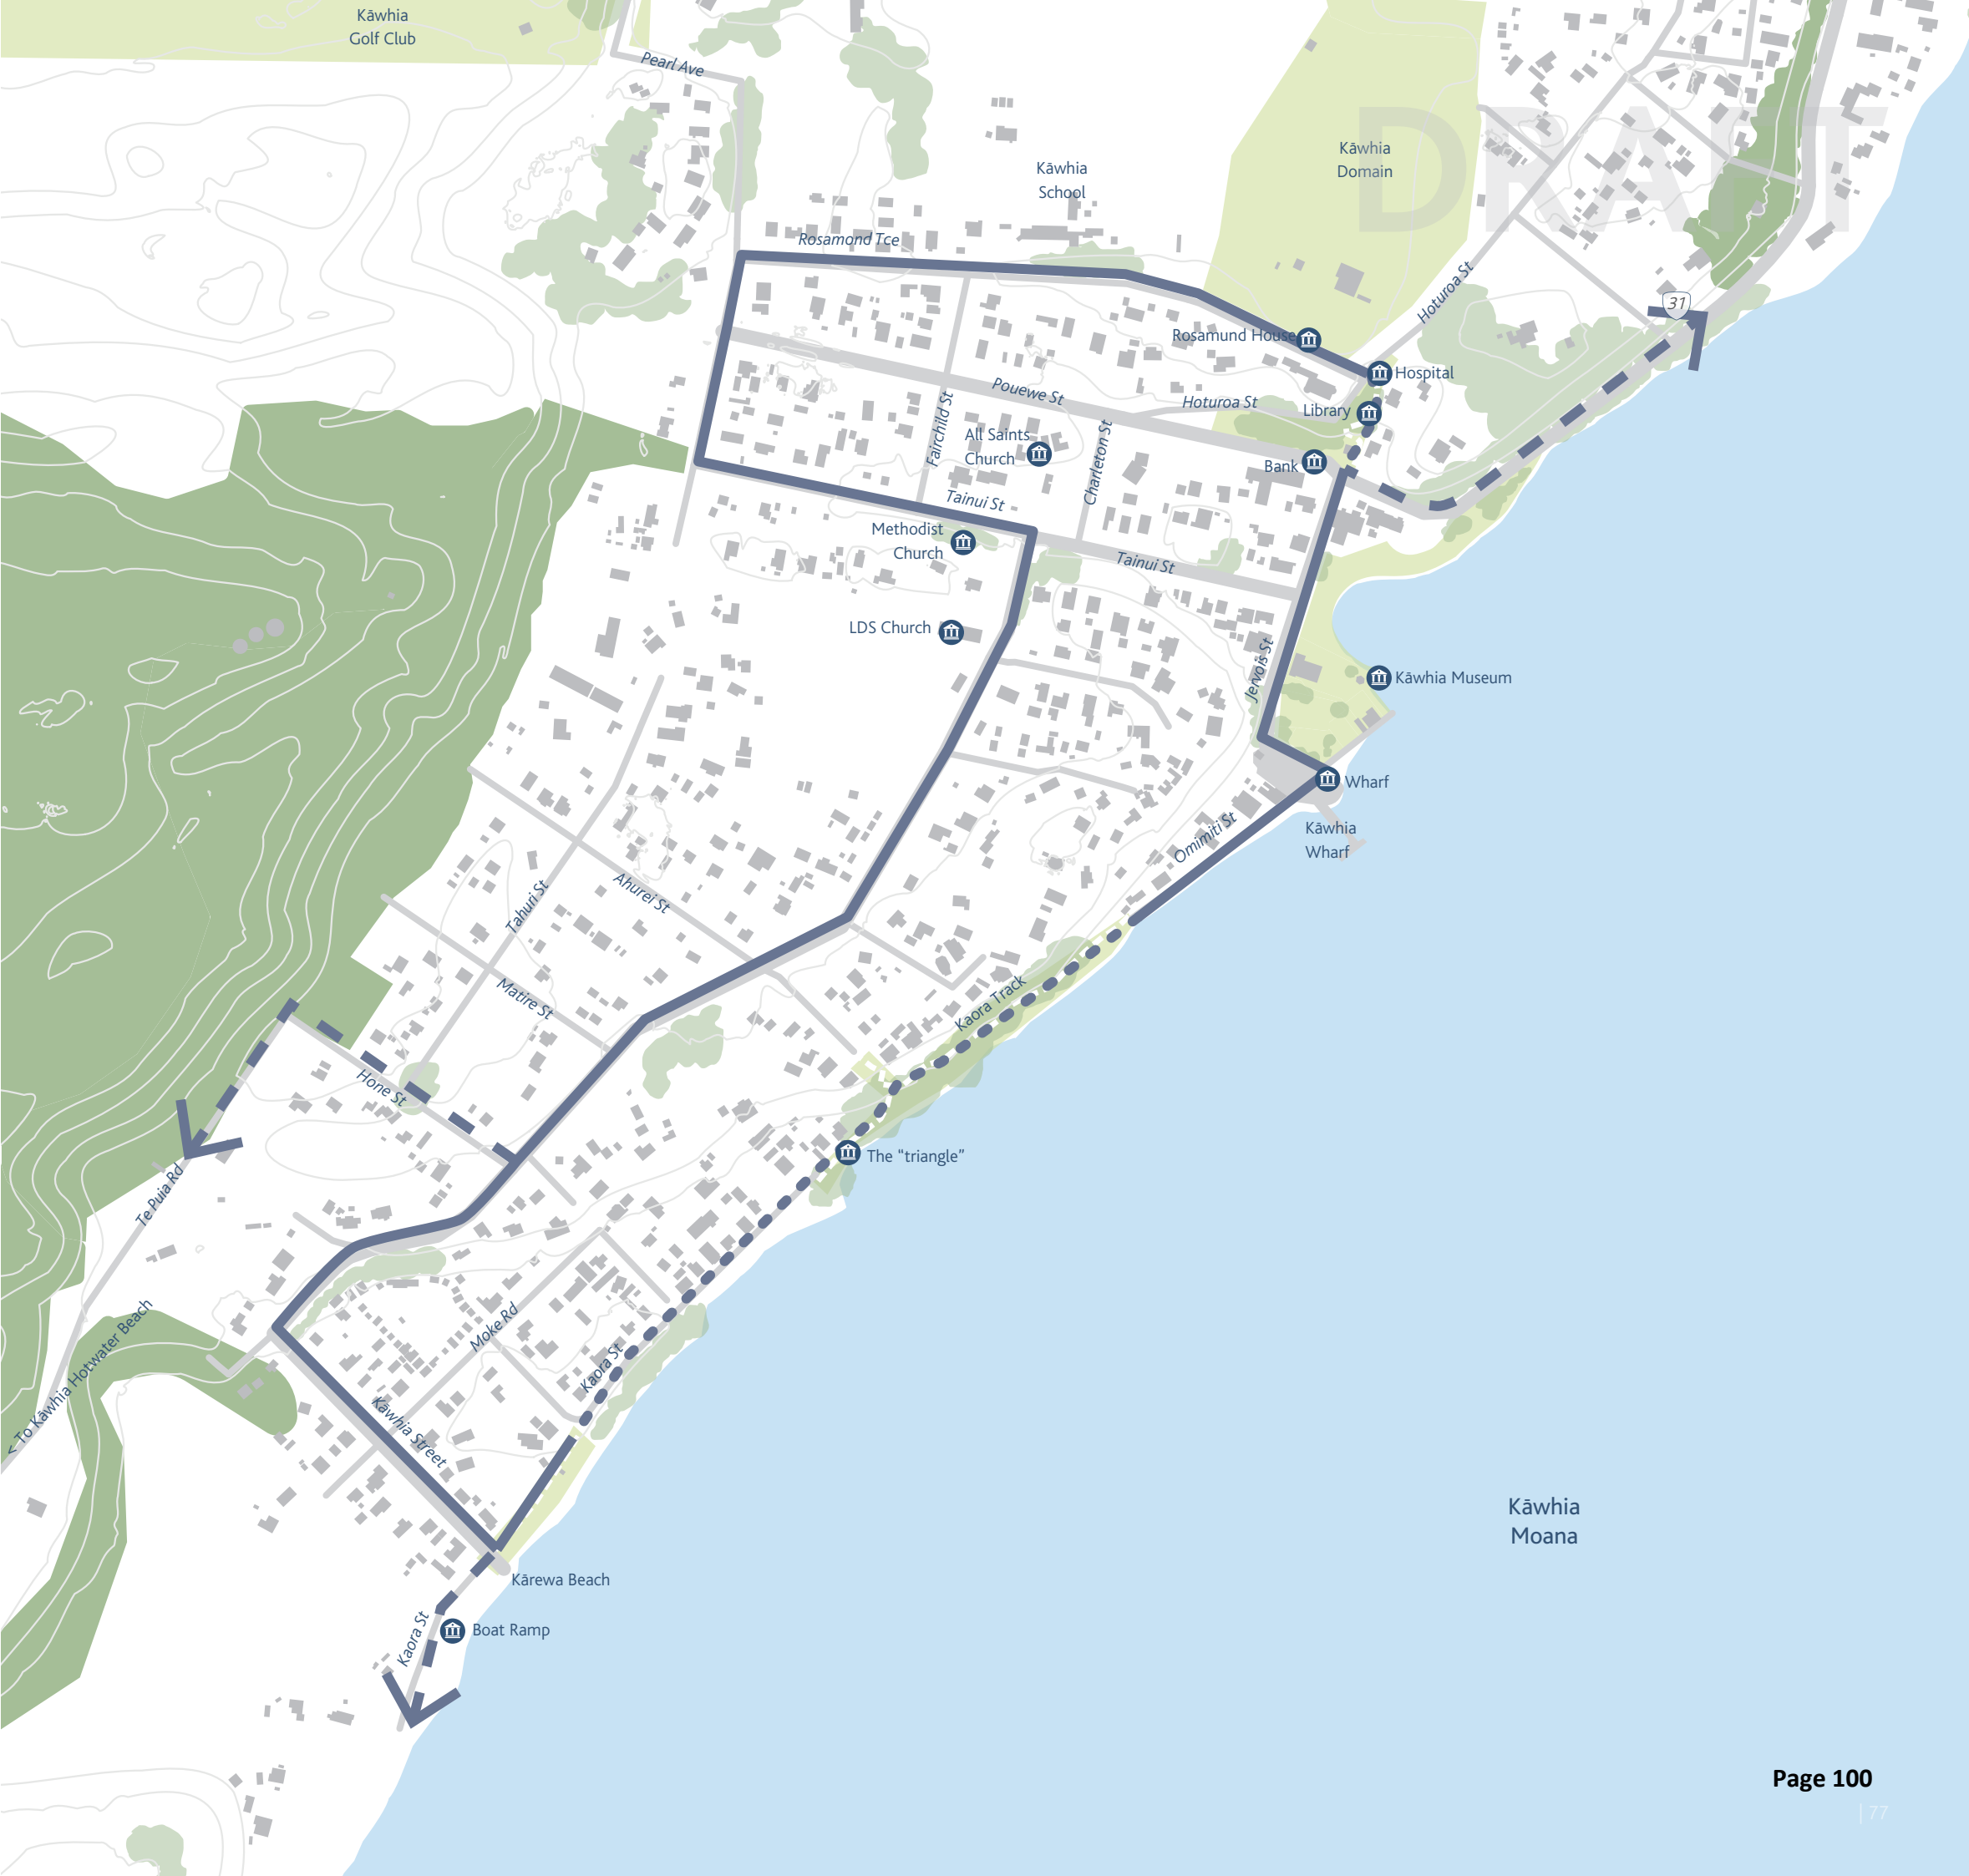 Kāwhia
Golf Club
Pearl Ave
Kāwhia
School
Kāwhia
Domain
DRAFT
Rosamond Tce
Hoturoa St
31
Rosamund House
Hospital
Pouewe St
Hoturoa St
Library
Fairchild St
All Saints
Church
Charleton St
Bank
Tainui St
Methodist
Church
Tainui St
LDS Church
Jervois St
Kāwhia Museum
Wharf
Omimiti St
Kāwhia
Wharf
Ahurei St
Tahuri St
Matire St
Kaora Track
Hone St
The "triangle"
Te Puia Rd
< To Kāwhia Hotwater Beach
Moke Rd
Kaora St
Kāwhia Street
Kāwhia
Moana
Kārewa Beach
Kaora St
Boat Ramp
Page 100
| 77